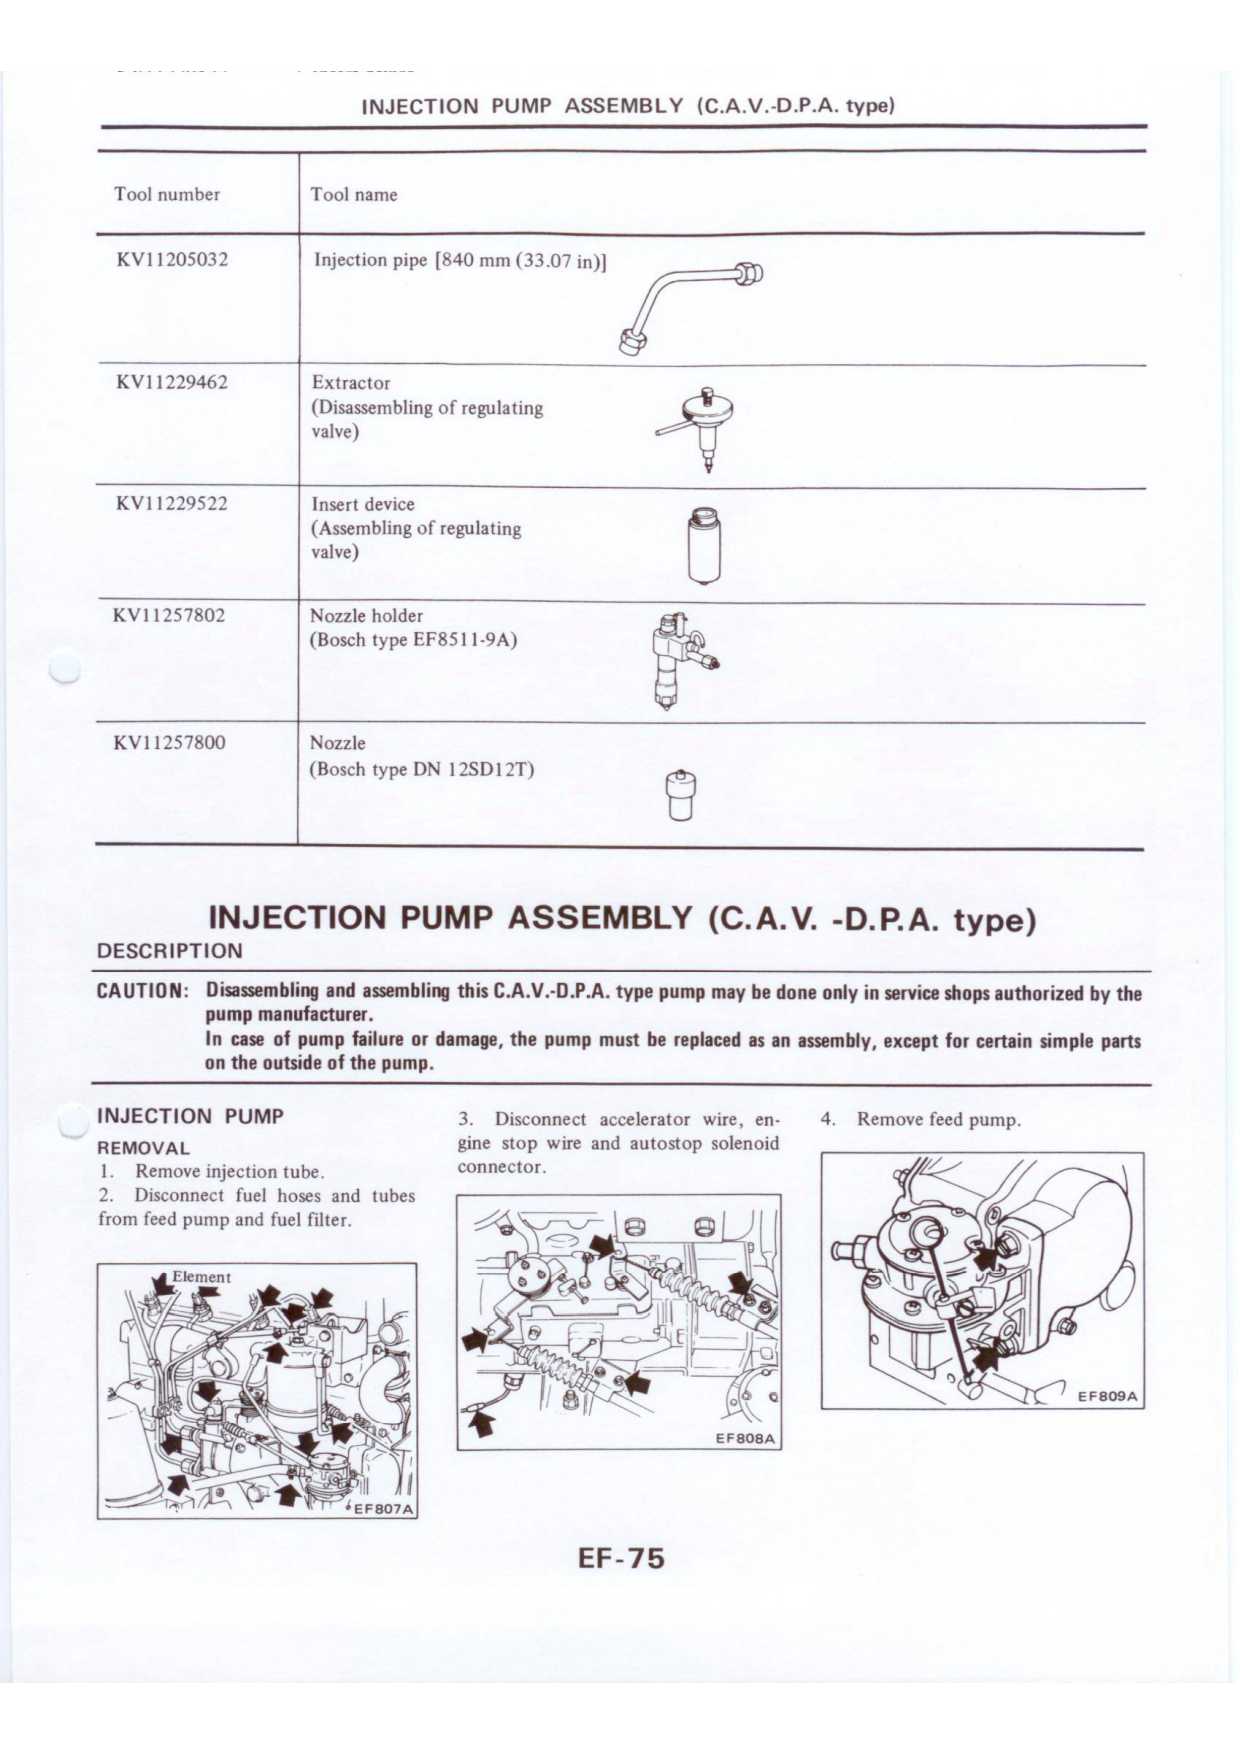 INJECTION PUMP ASSEMBLY (C.A.V.-D.P.A. type)
Tool number
Tool name
KV11205032
Injection pipe [840 mm (33.07 in)]
KV11229462
Extractor
(Disassembling of regulating
valve)
KV11229522
Insert device
(Assembling of regulating
valve)
KV11257802
Nozzle holder
(Bosch type EF8511-9A)
KV11257800
Nozzle
(Bosch type DN 12SD12T)
INJECTION PUMP ASSEMBLY (C.A.V. -D.P.A. type)
DESCRIPTION
CAUTION: Disassembling and assembling this C.A.V.-D.P.A. type pump may be done only in service shops authorized by the
pump manufacturer.
In case of pump failure or damage, the pump must be replaced as an assembly, except for certain simple parts
on the outside of the pump.
INJECTION PUMP
REMOVAL
1. Remove injection tube.
2. Disconnect fuel hoses and tubes
from feed pump and fuel filter.
Element
EF807A
3. Disconnect accelerator wire, en-
gine stop wire and autostop solenoid
connector.
EF808A
4. Remove feed pump.
EF809A
EF-75